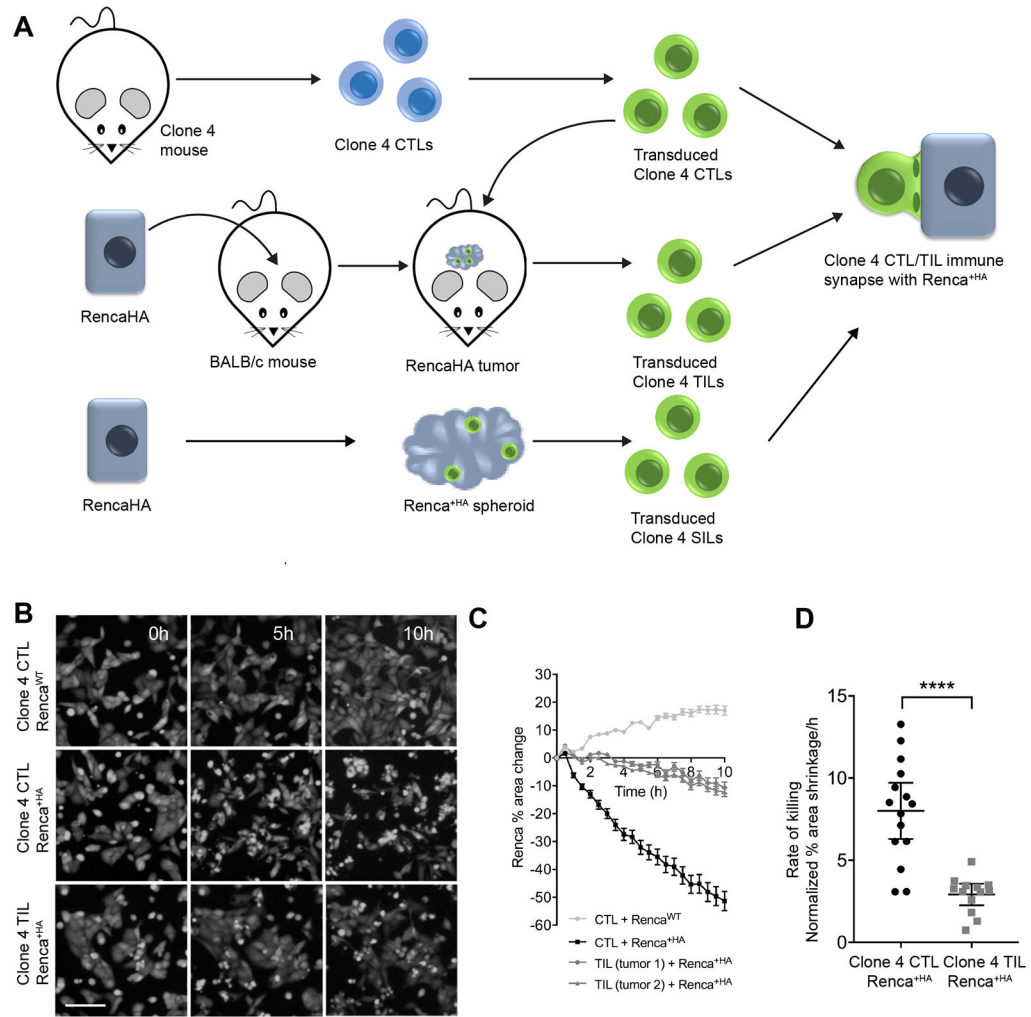 A
Clone 4
mouse
Clone 4 CTLs
Transduced
Clone 4 CTLs
Clone 4 CTL/TIL immune
synapse with Renca+HA
RencaHA
BALB/c mouse
RencaHA tumor
Transduced
Clone 4 TILs
RencaHA
Renca+HA spheroid
Transduced
Clone 4 SILs
B
0h
5h
10h
Clone 4 CTL
RencaWT
Clone 4 CTL
Renca+HA
Clone 4 TIL
Renca+HA
C
Renca % area change
30
20
10
0
-10
-20
-30
-40
-50
-60
2
4
6
8
10
Time (h)
CTL + RencaWT
CTL + Renca+HA
TIL (tumor 1) + Renca+HA
TIL (tumor 2) + Renca+HA
D
Rate of killing
Normalized % area shrinkage/h
****
15
10
5
0
Clone 4 CTL
Renca+HA
Clone 4 TIL
Renca+HA